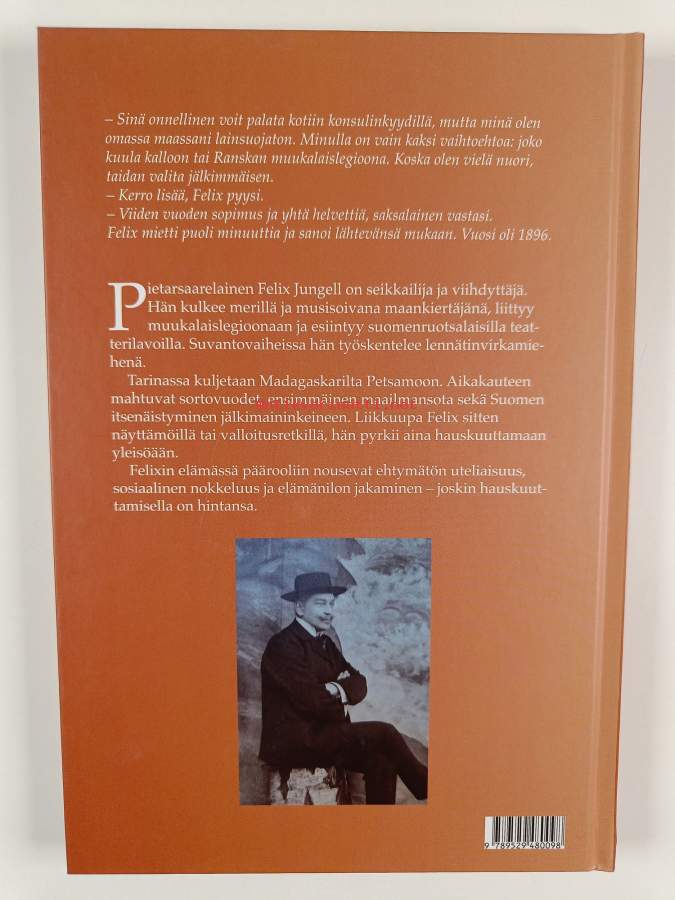 – Sinä onnellinen voit palata kotiin konsulinkyydillä, mutta minä olen
omassa maassani lainsuojaton. Minulla on vain kaksi vaihtoehtoa: joko
kuula kalloon tai Ranskan muukalaislegioona. Koska olen vielä nuori,
taidan valita jälkimmäisen.
– Kerro lisää, Felix pyysi.
– Viiden vuoden sopimus ja yhtä helvettiä, saksalainen vastasi.
Felix mietti puoli minuuttia ja sanoi lähtevänsä mukaan. Vuosi oli 1896.
Pietarsaarelainen Felix Jungell on seikkailija ja viihdyttäjä.
Hän kulkee merillä ja musisoivana maankiertäjänä, liittyy
muukalaislegioonaan ja esiintyy suomenruotsalaisilla teat-
terilavoilla. Suvantovaiheissa hän työskentelee lennätinvirkamie-
henä.
Tarinassa kuljetaan Madagaskarilta Petsamoon. Aikakauteen
mahtuvat sortovuodet, ensimmäinen maailmansota sekä Suomen
itsenäistyminen jälkimaininkeineen. Liikkuupa Felix sitten
näyttämöillä tai valloitusretkillä, hän pyrkii aina hauskuuttamaan
yleisöään.
Felixin elämässä päärooliin nousevat ehtymätön uteliaisuus,
sosiaalinen nokkeluus ja elämänilon jakaminen – joskin hauskuut-
tamisella on hintansa.
9 789529 480098